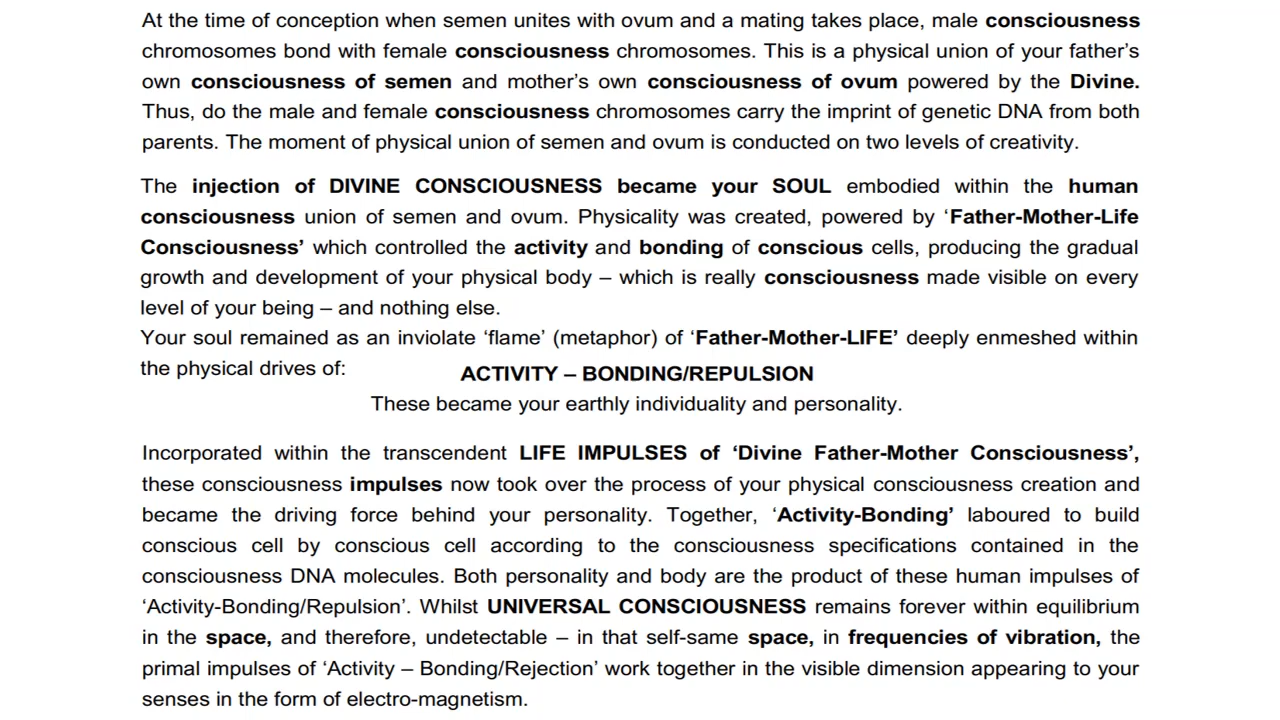 At the time of conception when semen unites with ovum and a mating takes place, male consciousness
chromosomes bond with female consciousness chromosomes. This is a physical union of your father's
own consciousness of semen and mother's own consciousness of ovum powered by the Divine.
Thus, do the male and female consciousness chromosomes carry the imprint of genetic DNA from both
parents. The moment of physical union of semen and ovum is conducted on two levels of creativity.
The injection of DIVINE CONSCIOUSNESS became your SOUL embodied within the human
consciousness union of semen and ovum. Physicality was created, powered by ‘Father-Mother-Life
Consciousness’ which controlled the activity and bonding of conscious cells, producing the gradual
growth and development of your physical body – which is really consciousness made visible on every
level of your being – and nothing else.
Your soul remained as an inviolate ‘flame’ (metaphor) of ‘Father-Mother-LIFE’ deeply enmeshed within
the physical drives of:
ACTIVITY – BONDING/REPULSION
These became your earthly individuality and personality.
Incorporated within the transcendent LIFE IMPULSES of ‘Divine Father-Mother Consciousness’,
these consciousness impulses now took over the process of your physical consciousness creation and
became the driving force behind your personality. Together, ‘Activity-Bonding’ laboured to build
conscious cell by conscious cell according to the consciousness specifications contained in the
consciousness DNA molecules. Both personality and body are the product of these human impulses of
‘Activity-Bonding/Repulsion’. Whilst UNIVERSAL CONSCIOUSNESS remains forever within equilibrium
in the space, and therefore, undetectable – in that self-same space, in frequencies of vibration, the
primal impulses of ‘Activity – Bonding/Rejection’ work together in the visible dimension appearing to your
senses in the form of electro-magnetism.